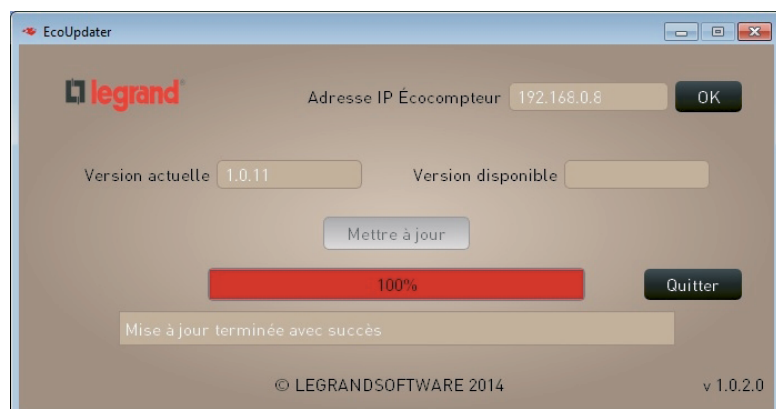 EcoUpdater
legrand®
Adresse IP Écocompteur 192.168.0.8 OK
Version actuelle 1.0.11 Version disponible
Mettre à jour
100%
Quitter
Mise à jour terminée avec succès
© LEGRANDSOFTWARE 2014 v 1.0.2.0